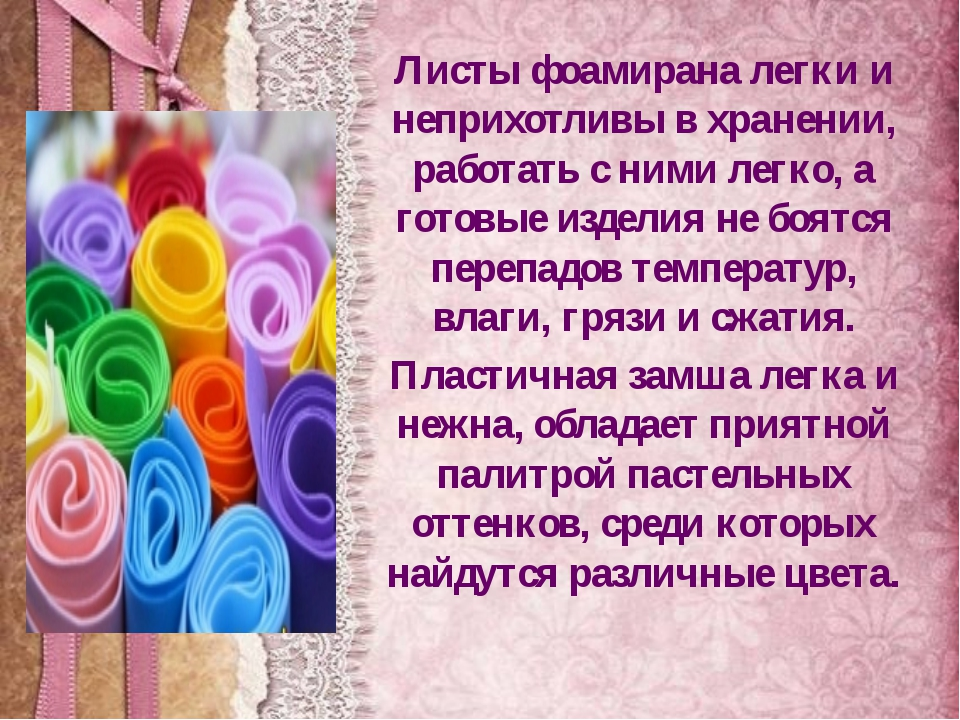 Листы фоамирана легки и
неприхотливы в хранении,
работать с ними легко, а
готовые изделия не боятся
перепадов температур,
влаги, грязи и сжатия.
Пластичная замша легка и
нежна, обладает приятной
палитрой пастельных
оттенков, среди которых
найдутся различные цвета.